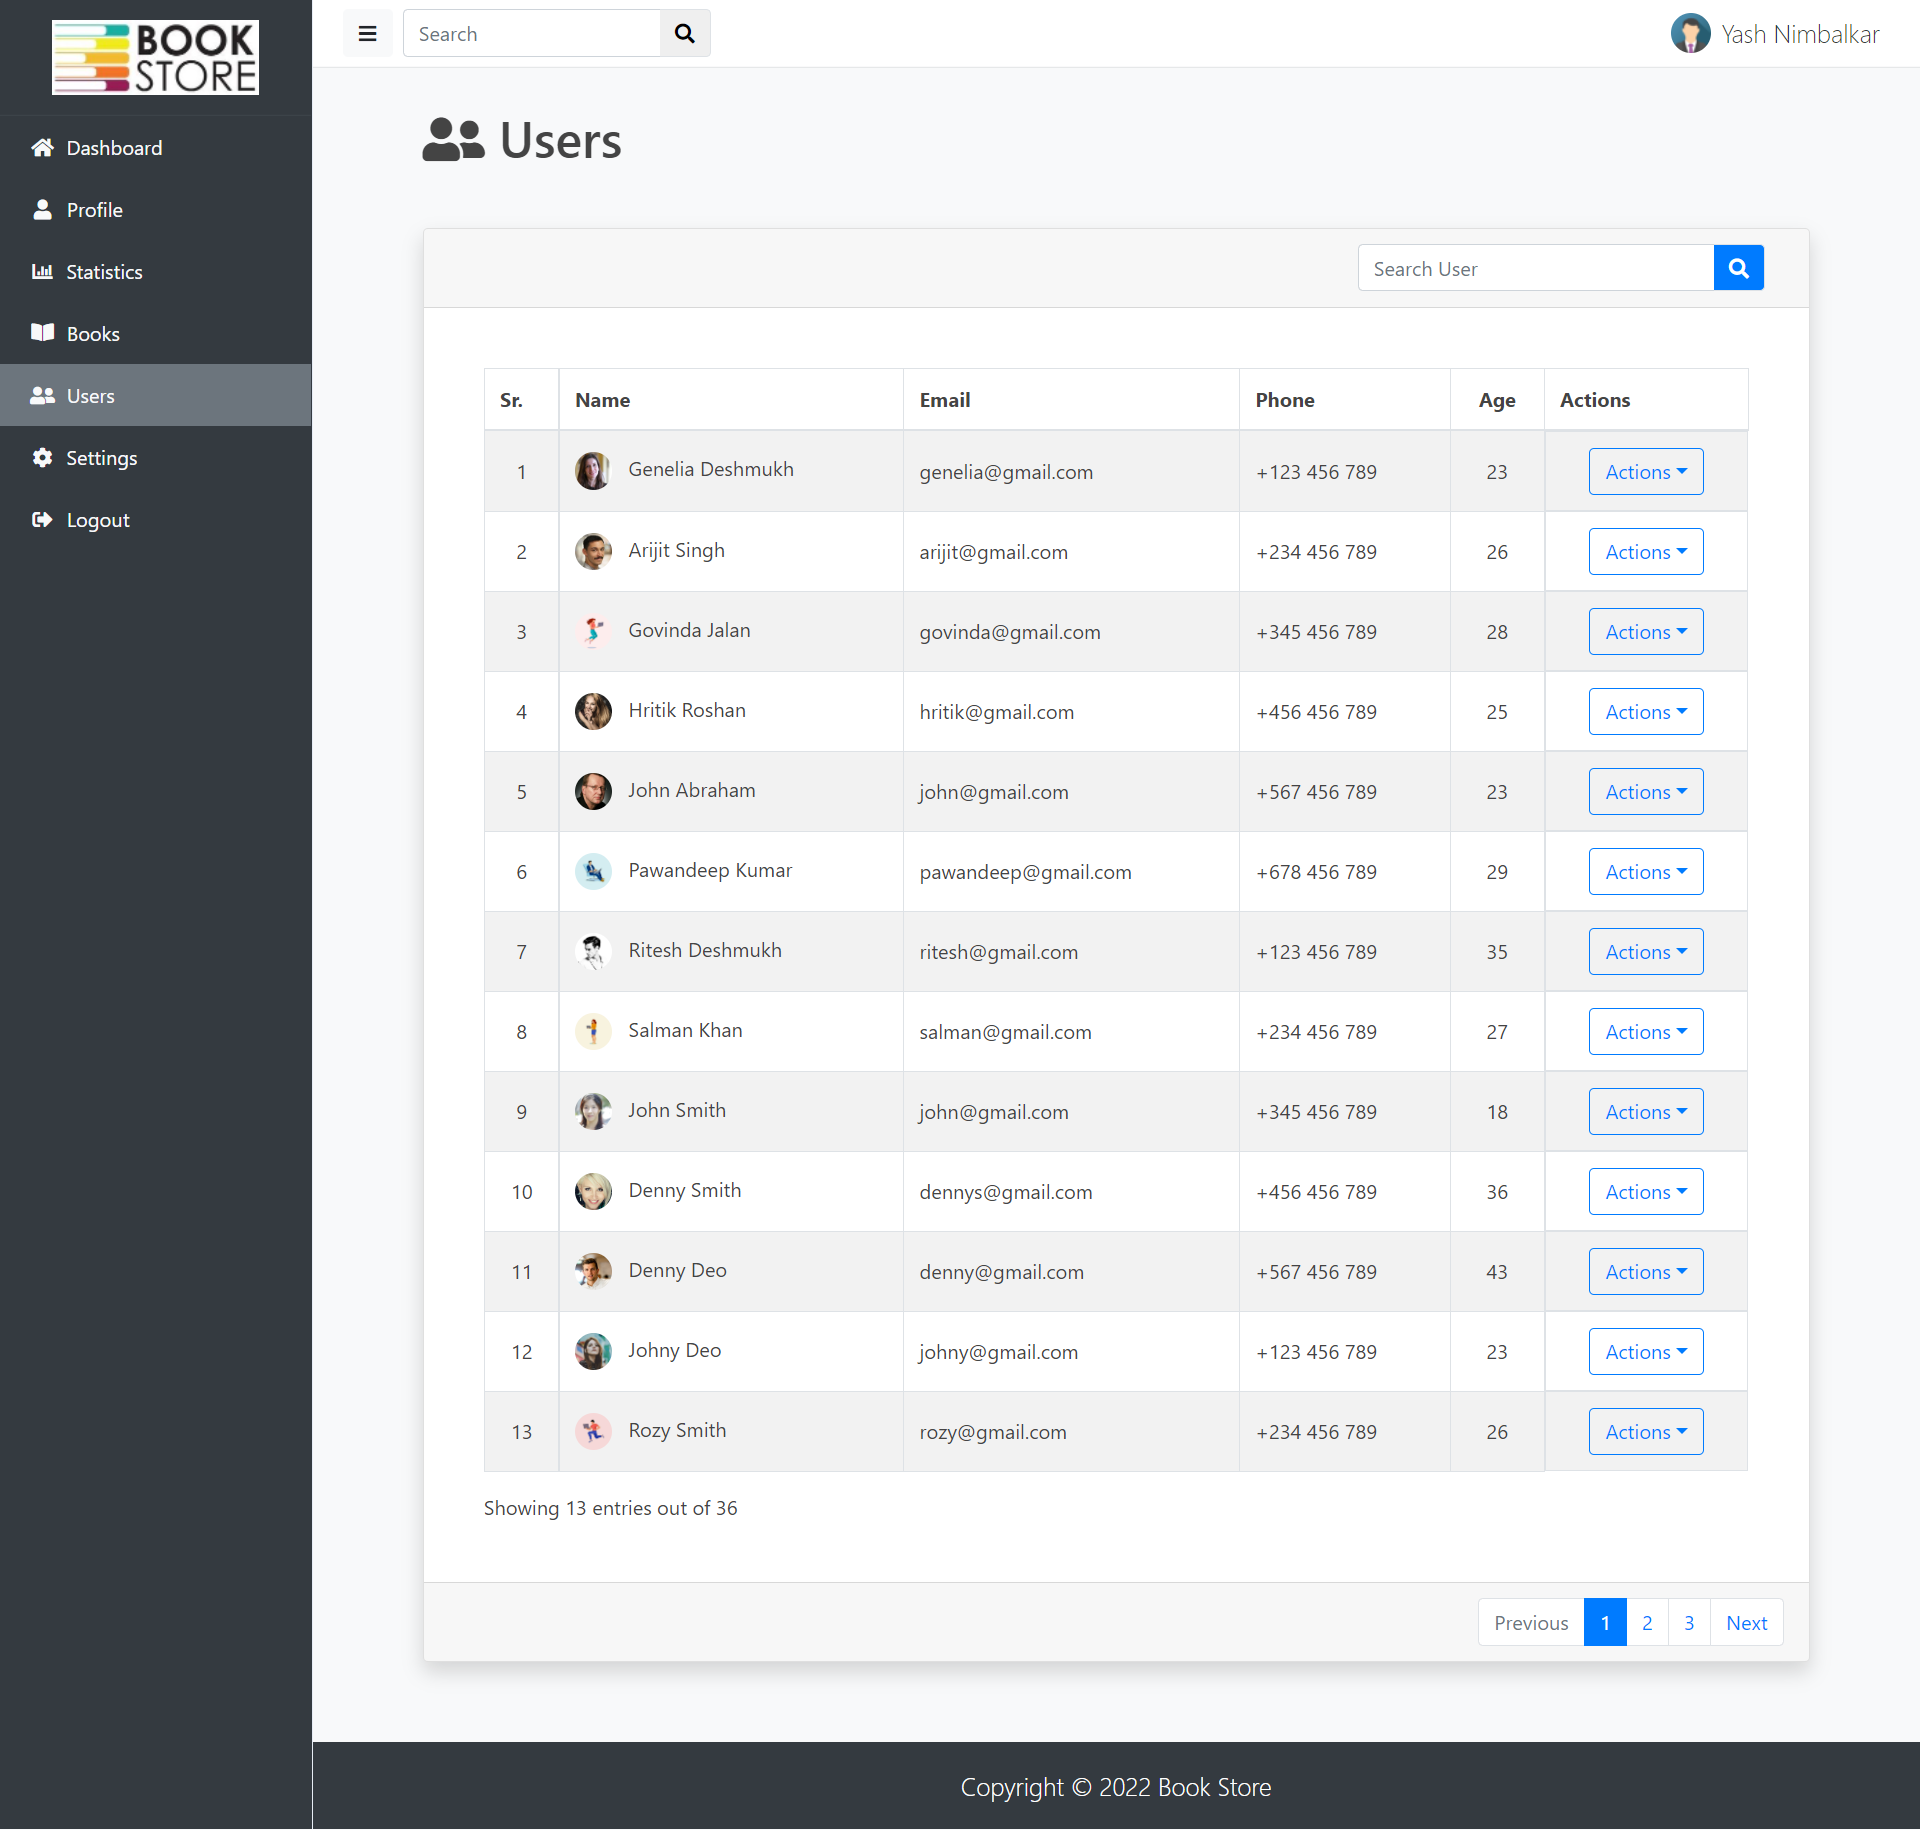 BOOK
STORE
Search
Yash Nimbalkar
Dashboard
Profile
Statistics
Books
Users
Settings
Logout
Users
Search User
Sr. Name Email Phone Age Actions
1 Genelia Deshmukh genelia@gmail.com +123 456 789 23 Actions
2 Arijit Singh arijit@gmail.com +234 456 789 26 Actions
3 Govinda Jalan govinda@gmail.com +345 456 789 28 Actions
4 Hritik Roshan hritik@gmail.com +456 456 789 25 Actions
5 John Abraham john@gmail.com +567 456 789 23 Actions
6 Pawandeep Kumar pawandeep@gmail.com +678 456 789 29 Actions
7 Ritesh Deshmukh ritesh@gmail.com +123 456 789 35 Actions
8 Salman Khan salman@gmail.com +234 456 789 27 Actions
9 John Smith john@gmail.com +345 456 789 18 Actions
10 Denny Smith dennys@gmail.com +456 456 789 36 Actions
11 Denny Deo denny@gmail.com +567 456 789 43 Actions
12 Johny Deo johny@gmail.com +123 456 789 23 Actions
13 Rozy Smith rozy@gmail.com +234 456 789 26 Actions
Showing 13 entries out of 36
Previous 1 2 3 Next
Copyright © 2022 Book Store